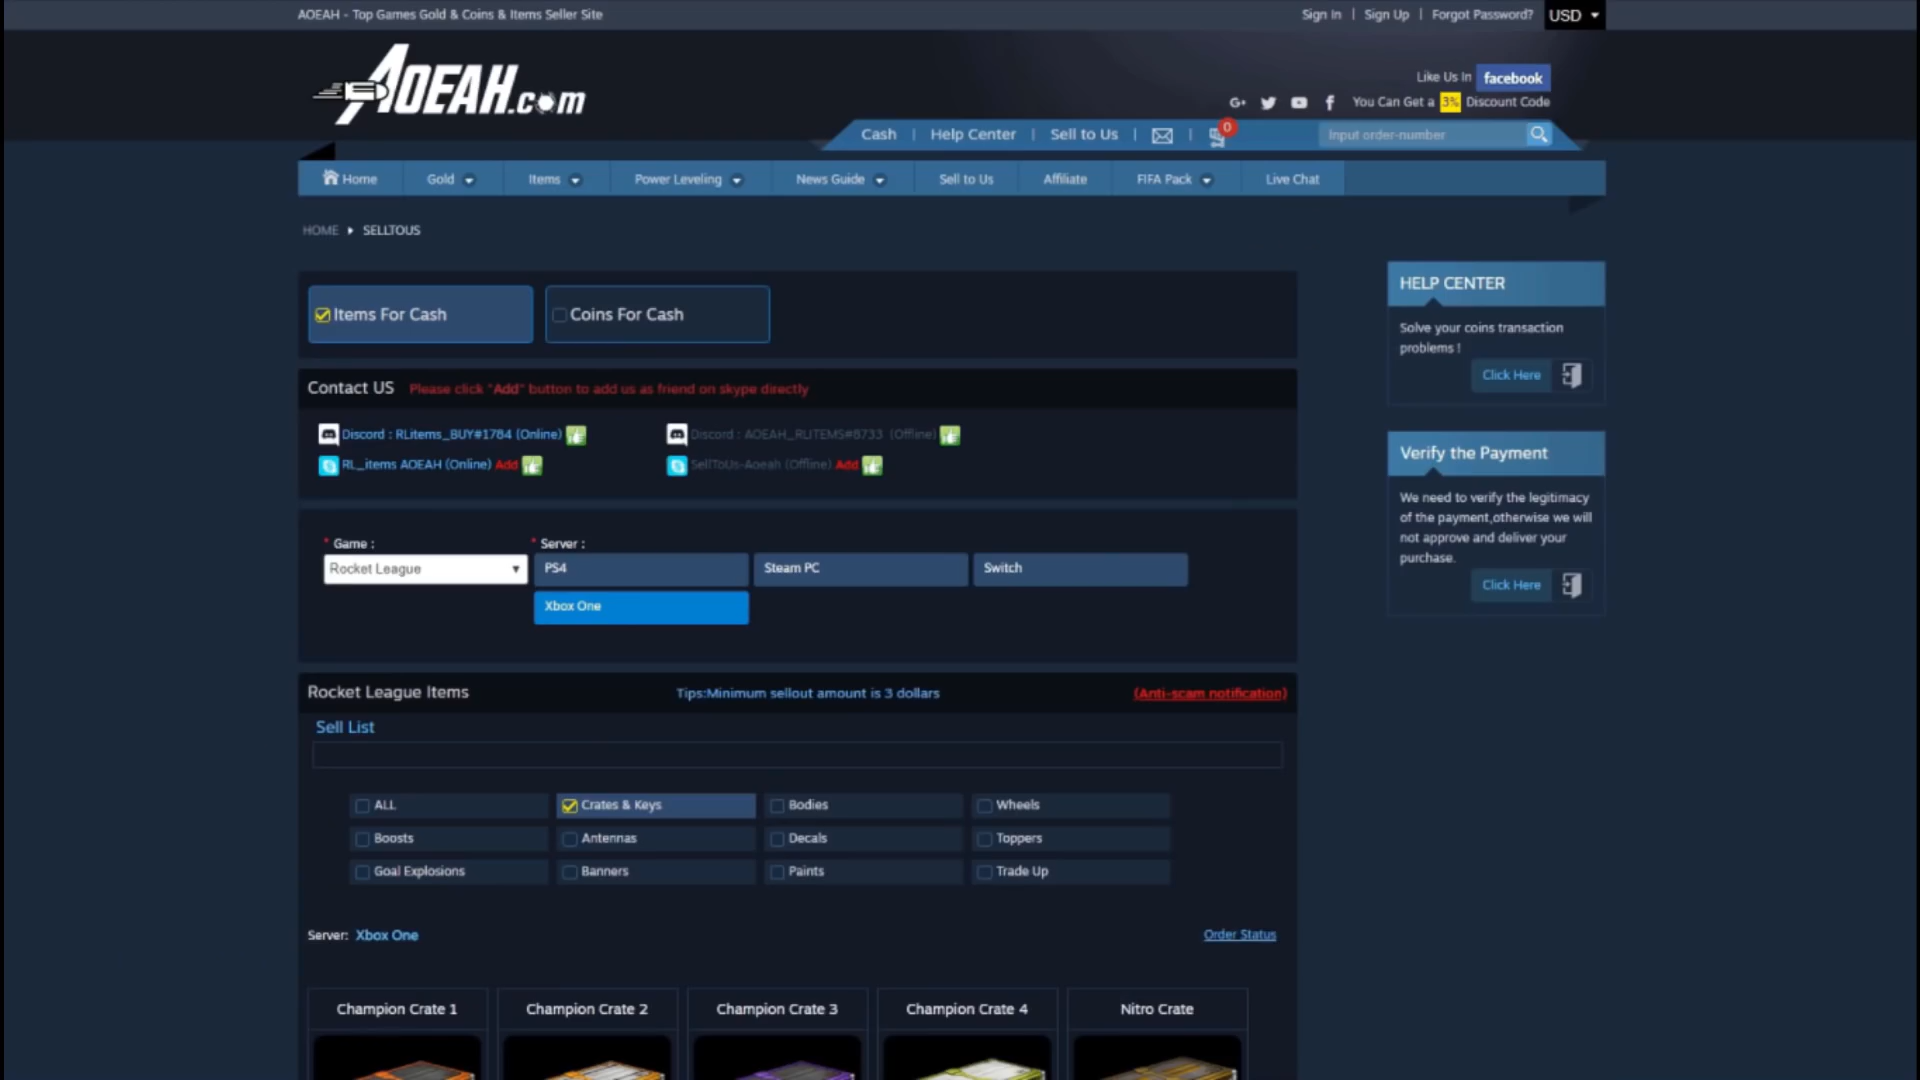 AOEAH - Top Games Gold & Coins & Items Seller Site
Sign In | Sign Up | Forgot Password? USD
AOEAH.com
Like Us In facebook
You Can Get a 3% Discount Code
Cash | Help Center | Sell to Us | | 0 Input order-number
Home Gold Items Power Leveling News Guide Sell to Us Affiliate FIFA Pack Live Chat
HOME SELLTOUS
Items For Cash Coins For Cash
Contact US Please click "Add" button to add us as friend on skype directly
Discord : RLitems_BUY#1784 (Online) Discord : AOEAH_RLITEMS#8733 (Offline)
RL_items AOEAH (Online) Add SellToUs-Aoeah (Offline) Add
* Game : * Server :
Rocket League PS4 Steam PC Switch
Xbox One
Rocket League Items Tips:Minimum sellout amount is 3 dollars (Anti-scam notification)
Sell List
ALL Crates & Keys Bodies Wheels
Boosts Antennas Decals Toppers
Goal Explosions Banners Paints Trade Up
Server: Xbox One Order Status
Champion Crate 1 Champion Crate 2 Champion Crate 3 Champion Crate 4 Nitro Crate
HELP CENTER
Solve your coins transaction
problems !
Click Here
Verify the Payment
We need to verify the legitimacy
of the payment,otherwise we will
not approve and deliver your
purchase.
Click Here